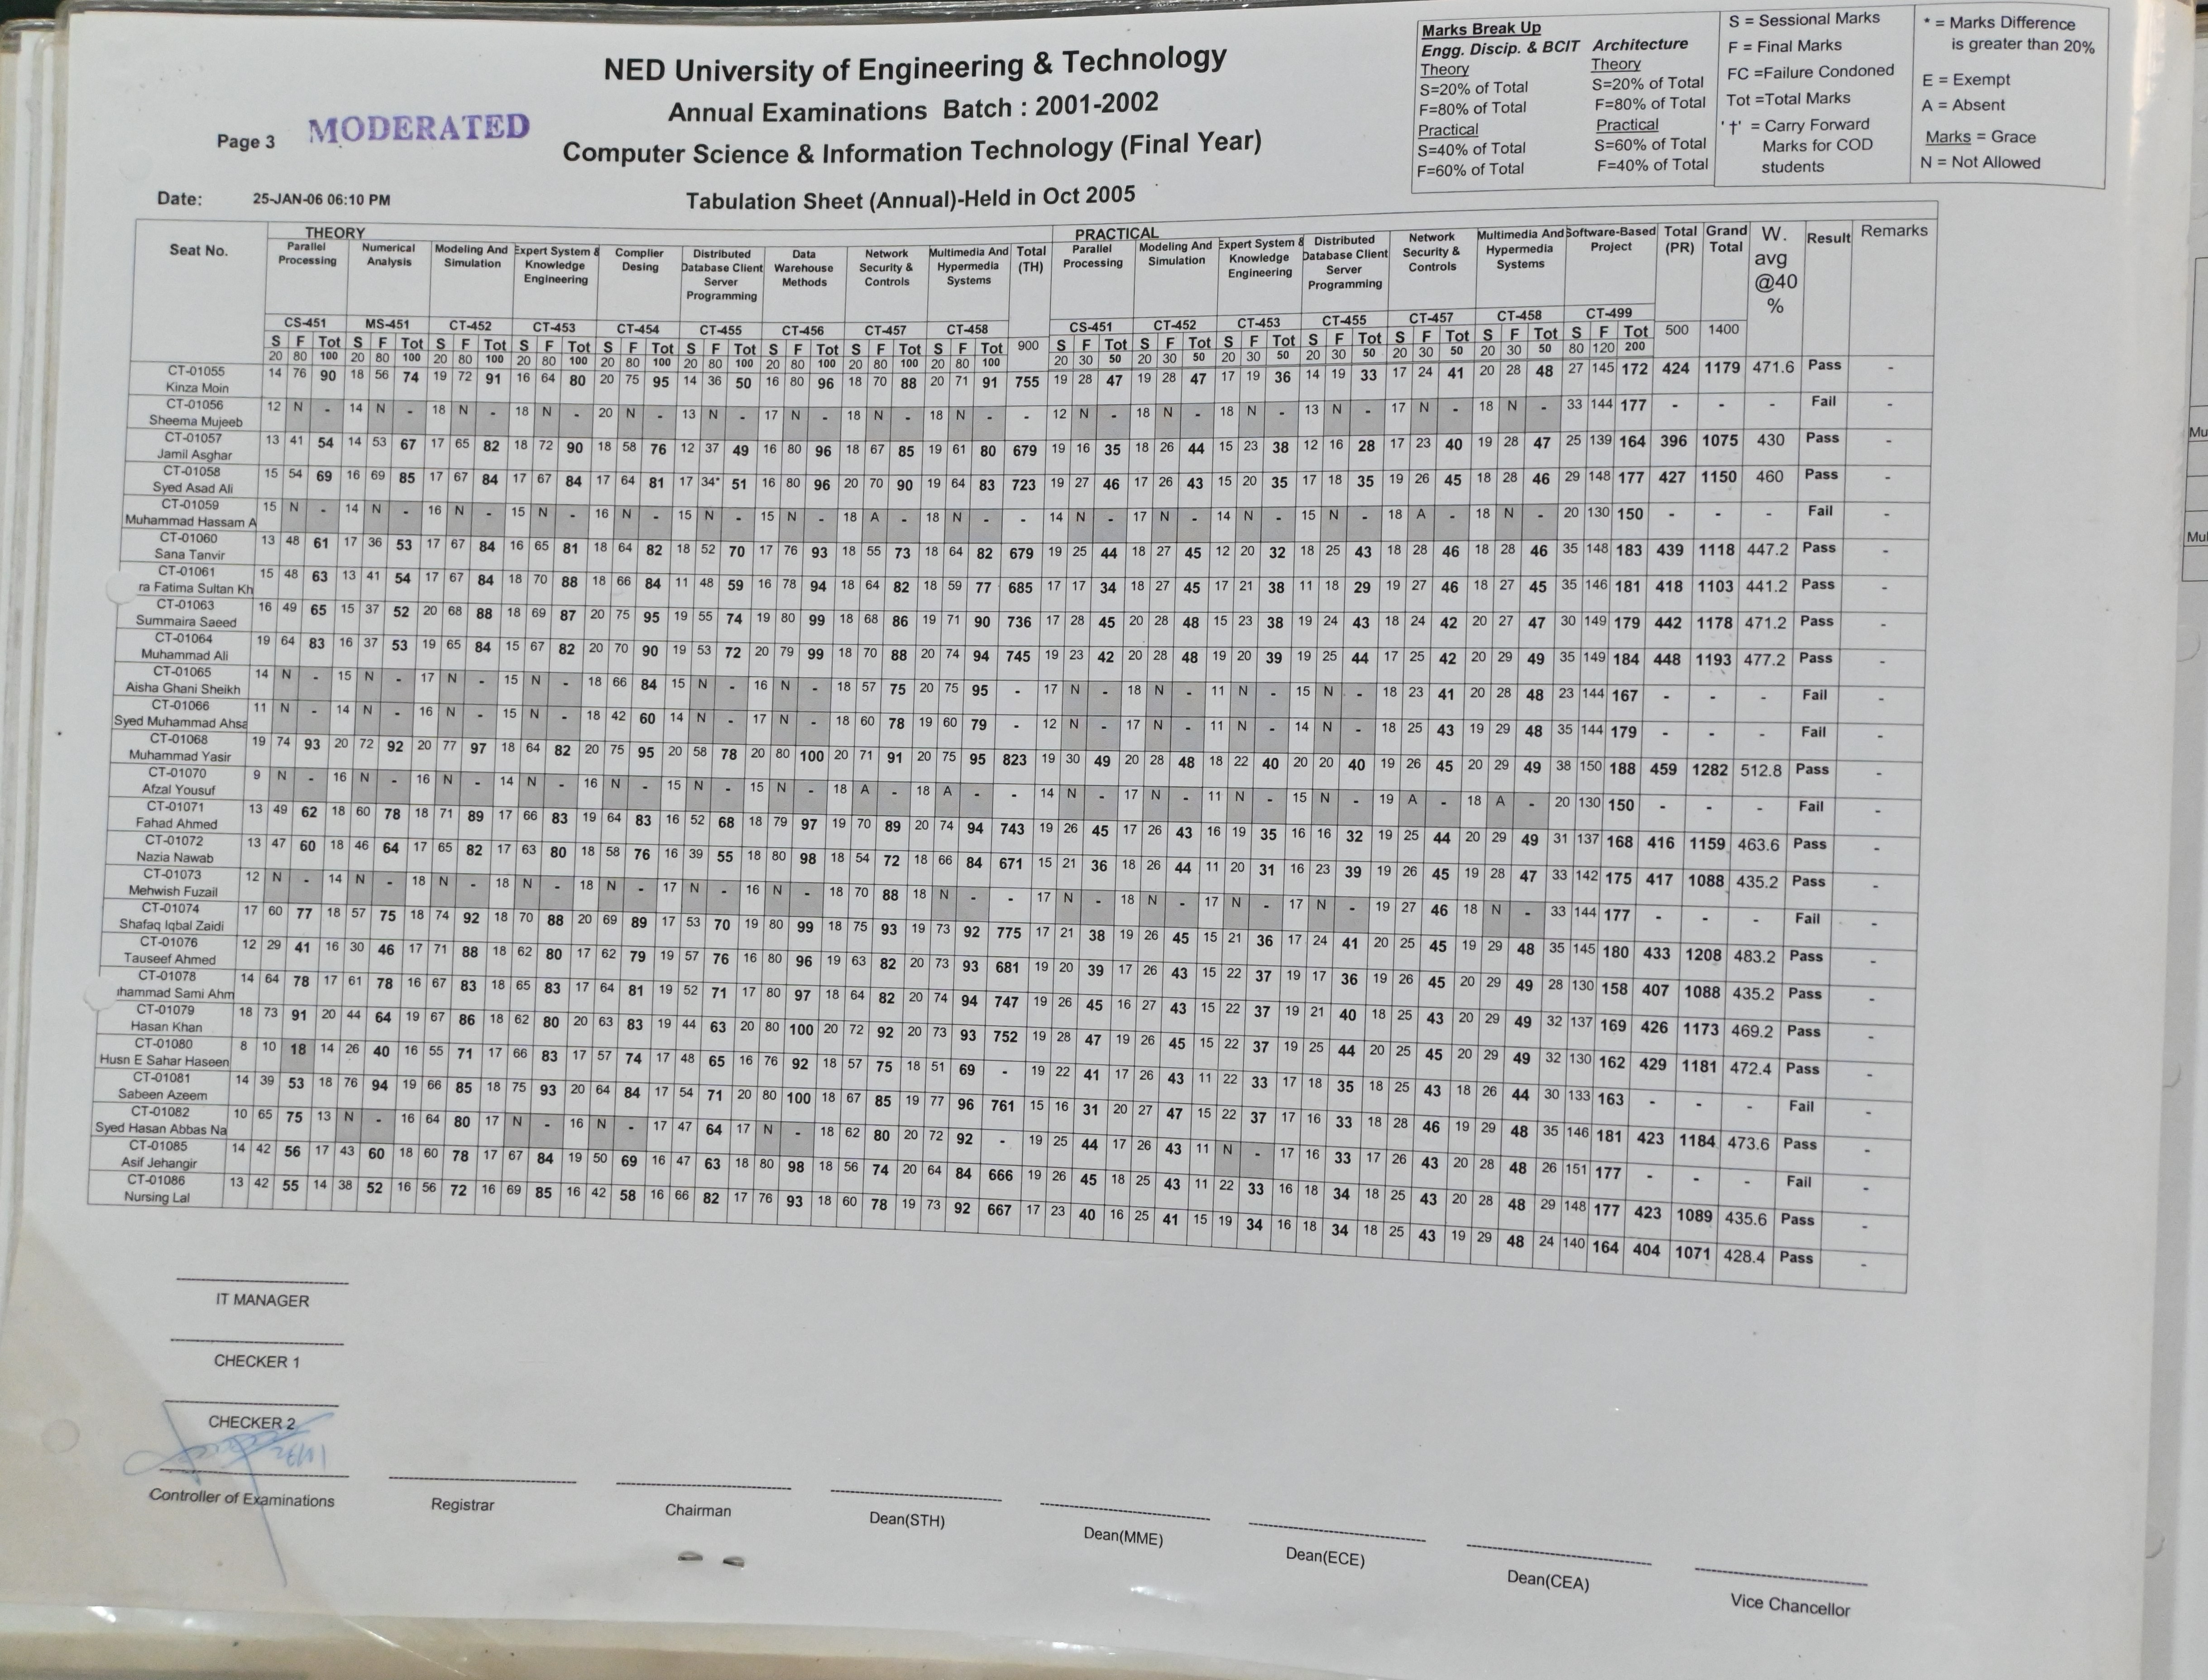 Page 3
MODERATED
NED University of Engineering & Technology
Annual Examinations Batch : 2001-2002
Computer Science & Information Technology (Final Year)
Date: 25-JAN-06 06:10 PM
Tabulation Sheet (Annual)-Held in Oct 2005
Marks Break Up
Engg. Discip. & BCIT Architecture
Theory Theory
S=20% of Total S=20% of Total
F=80% of Total F=80% of Total
Practical Practical
S=40% of Total S=60% of Total
F=60% of Total F=40% of Total
S = Sessional Marks
F = Final Marks
FC =Failure Condoned
Tot =Total Marks
'†' = Carry Forward
Marks for COD
students
* = Marks Difference
is greater than 20%
E = Exempt
A = Absent
Marks = Grace
N = Not Allowed
Seat No. THEORY PRACTICAL
Parallel Processing Numerical Analysis Modeling And Simulation Expert System & Knowledge Engineering Complier Desing Distributed Database Client Server Programming Data Warehouse Methods Network Security & Controls Multimedia And Hypermedia Systems Total (TH) Parallel Processing Modeling And Simulation Expert System & Knowledge Engineering Distributed Database Client Server Programming Network Security & Controls Multimedia And Hypermedia Systems Software-Based Project Total (PR) Grand Total W. avg @40 % Result Remarks
CS-451 MS-451 CT-452 CT-453 CT-454 CT-455 CT-456 CT-457 CT-458 CS-451 CT-452 CT-453 CT-455 CT-457 CT-458 CT-499
S F Tot S F Tot S F Tot S F Tot S F Tot S F Tot S F Tot S F Tot S F Tot 900 S F Tot S F Tot S F Tot S F Tot S F Tot S F Tot S F Tot 500 1400
20 80 100 20 80 100 20 80 100 20 80 100 20 80 100 20 80 100 20 80 100 20 80 100 20 80 100 20 30 50 20 30 50 20 30 50 20 30 50 20 30 50 20 30 50 80 120 200
CT-01055 14 76 90 18 56 74 19 72 91 16 64 80 20 75 95 14 36 50 16 80 96 18 70 88 20 71 91 755 19 28 47 19 28 47 17 19 36 14 19 33 17 24 41 20 28 48 27 145 172 424 1179 471.6 Pass -
Kinza Moin
CT-01056 12 N - 14 N - 18 N - 18 N - 20 N - 13 N - 17 N - 18 N - 18 N - - 12 N - 18 N - 18 N - 13 N - 17 N - 18 N - 33 144 177 - - - Fail -
Sheema Mujeeb
CT-01057 13 41 54 14 53 67 17 65 82 18 72 90 18 58 76 12 37 49 16 80 96 18 67 85 19 61 80 679 19 16 35 18 26 44 15 23 38 12 16 28 17 23 40 19 28 47 25 139 164 396 1075 430 Pass -
Jamil Asghar
CT-01058 15 54 69 16 69 85 17 67 84 17 67 84 17 64 81 17 34* 51 16 80 96 20 70 90 19 64 83 723 19 27 46 17 26 43 15 20 35 17 18 35 19 26 45 18 28 46 29 148 177 427 1150 460 Pass -
Syed Asad Ali
CT-01059 15 N - 14 N - 16 N - 15 N - 16 N - 15 N - 15 N - 18 A - 18 N - - 14 N - 17 N - 14 N - 15 N - 18 A - 18 N - 20 130 150 - - - Fail -
Muhammad Hassam A
CT-01060 13 48 61 17 36 53 17 67 84 16 65 81 18 64 82 18 52 70 17 76 93 18 55 73 18 64 82 679 19 25 44 18 27 45 12 20 32 18 25 43 18 28 46 18 28 46 35 148 183 439 1118 447.2 Pass -
Sana Tanvir
CT-01061 15 48 63 13 41 54 17 67 84 18 70 88 18 66 84 11 48 59 16 78 94 18 64 82 18 59 77 685 17 17 34 18 27 45 17 21 38 11 18 29 19 27 46 18 27 45 35 146 181 418 1103 441.2 Pass -
ra Fatima Sultan Kh
CT-01063 16 49 65 15 37 52 20 68 88 18 69 87 20 75 95 19 55 74 19 80 99 18 68 86 19 71 90 736 17 28 45 20 28 48 15 23 38 19 24 43 18 24 42 20 27 47 30 149 179 442 1178 471.2 Pass -
Summaira Saeed
CT-01064 19 64 83 16 37 53 19 65 84 15 67 82 20 70 90 19 53 72 20 79 99 18 70 88 20 74 94 745 19 23 42 20 28 48 19 20 39 19 25 44 17 25 42 20 29 49 35 149 184 448 1193 477.2 Pass -
Muhammad Ali
CT-01065 14 N - 15 N - 17 N - 15 N - 18 66 84 15 N - 16 N - 18 57 75 20 75 95 - 17 N - 18 N - 11 N - 15 N - 18 23 41 20 28 48 23 144 167 - - - Fail -
Aisha Ghani Sheikh
CT-01066 11 N - 14 N - 16 N - 15 N - 18 42 60 14 N - 17 N - 18 60 78 19 60 79 - 12 N - 17 N - 11 N - 14 N - 18 25 43 19 29 48 35 144 179 - - - Fail -
Syed Muhammad Ahsa
CT-01068 19 74 93 20 72 92 20 77 97 18 64 82 20 75 95 20 58 78 20 80 100 20 71 91 20 75 95 823 19 30 49 20 28 48 18 22 40 20 20 40 19 26 45 20 29 49 38 150 188 459 1282 512.8 Pass -
Muhammad Yasir
CT-01070 9 N - 16 N - 16 N - 14 N - 16 N - 15 N - 15 N - 18 A - 18 A - - 14 N - 17 N - 11 N - 15 N - 19 A - 18 A - 20 130 150 - - - Fail -
Afzal Yousuf
CT-01071 13 49 62 18 60 78 18 71 89 17 66 83 19 64 83 16 52 68 18 79 97 19 70 89 20 74 94 743 19 26 45 17 26 43 16 19 35 16 16 32 19 25 44 20 29 49 31 137 168 416 1159 463.6 Pass -
Fahad Ahmed
CT-01072 13 47 60 18 46 64 17 65 82 17 63 80 18 58 76 16 39 55 18 80 98 18 54 72 18 66 84 671 15 21 36 18 26 44 11 20 31 16 23 39 19 26 45 19 28 47 33 142 175 417 1088 435.2 Pass -
Nazia Nawab
CT-01073 12 N - 14 N - 18 N - 18 N - 18 N - 17 N - 16 N - 18 70 88 18 N - - 17 N - 18 N - 17 N - 17 N - 19 27 46 18 N - 33 144 177 - - - Fail -
Mehwish Fuzail
CT-01074 17 60 77 18 57 75 18 74 92 18 70 88 20 69 89 17 53 70 19 80 99 18 75 93 19 73 92 775 17 21 38 19 26 45 15 21 36 17 24 41 20 25 45 19 29 48 35 145 180 433 1208 483.2 Pass -
Shafaq Iqbal Zaidi
CT-01076 12 29 41 16 30 46 17 71 88 18 62 80 17 62 79 19 57 76 16 80 96 19 63 82 20 73 93 681 19 20 39 17 26 43 15 22 37 19 17 36 19 26 45 20 29 49 28 130 158 407 1088 435.2 Pass -
Tauseef Ahmed
CT-01078 14 64 78 17 61 78 16 67 83 18 65 83 17 64 81 19 52 71 17 80 97 18 64 82 20 74 94 747 19 26 45 16 27 43 15 22 37 19 21 40 18 25 43 20 29 49 32 137 169 426 1173 469.2 Pass -
hammad Sami Ahm
CT-01079 18 73 91 20 44 64 19 67 86 18 62 80 20 63 83 19 44 63 20 80 100 20 72 92 20 73 93 752 19 28 47 19 26 45 15 22 37 19 25 44 20 25 45 20 29 49 32 130 162 429 1181 472.4 Pass -
Hasan Khan
CT-01080 8 10 18 14 26 40 16 55 71 17 66 83 17 57 74 17 48 65 16 76 92 18 57 75 18 51 69 - 19 22 41 17 26 43 11 22 33 17 18 35 18 25 43 18 26 44 30 133 163 - - - Fail -
Husn E Sahar Haseen
CT-01081 14 39 53 18 76 94 19 66 85 18 75 93 20 64 84 17 54 71 20 80 100 18 67 85 19 77 96 761 15 16 31 20 27 47 15 22 37 17 16 33 18 28 46 19 29 48 35 146 181 423 1184 473.6 Pass -
Sabeen Azeem
CT-01082 10 65 75 13 N - 16 64 80 17 N - 16 N - 17 47 64 17 N - 18 62 80 20 72 92 - 19 25 44 17 26 43 11 N - 17 16 33 17 26 43 20 28 48 26 151 177 - - - Fail -
Syed Hasan Abbas Na
CT-01085 14 42 56 17 43 60 18 60 78 17 67 84 19 50 69 16 47 63 18 80 98 18 56 74 20 64 84 666 19 26 45 18 25 43 11 22 33 16 18 34 18 25 43 20 28 48 29 148 177 423 1089 435.6 Pass -
Asif Jehangir
CT-01086 13 42 55 14 38 52 16 56 72 16 69 85 16 42 58 16 66 82 17 76 93 18 60 78 19 73 92 667 17 23 40 16 25 41 15 19 34 16 18 34 18 25 43 19 29 48 24 140 164 404 1071 428.4 Pass -
Nursing Lal
IT MANAGER
CHECKER 1
CHECKER 2
Controller of Examinations Registrar Chairman Dean(STH) Dean(MME) Dean(ECE) Dean(CEA) Vice Chancellor